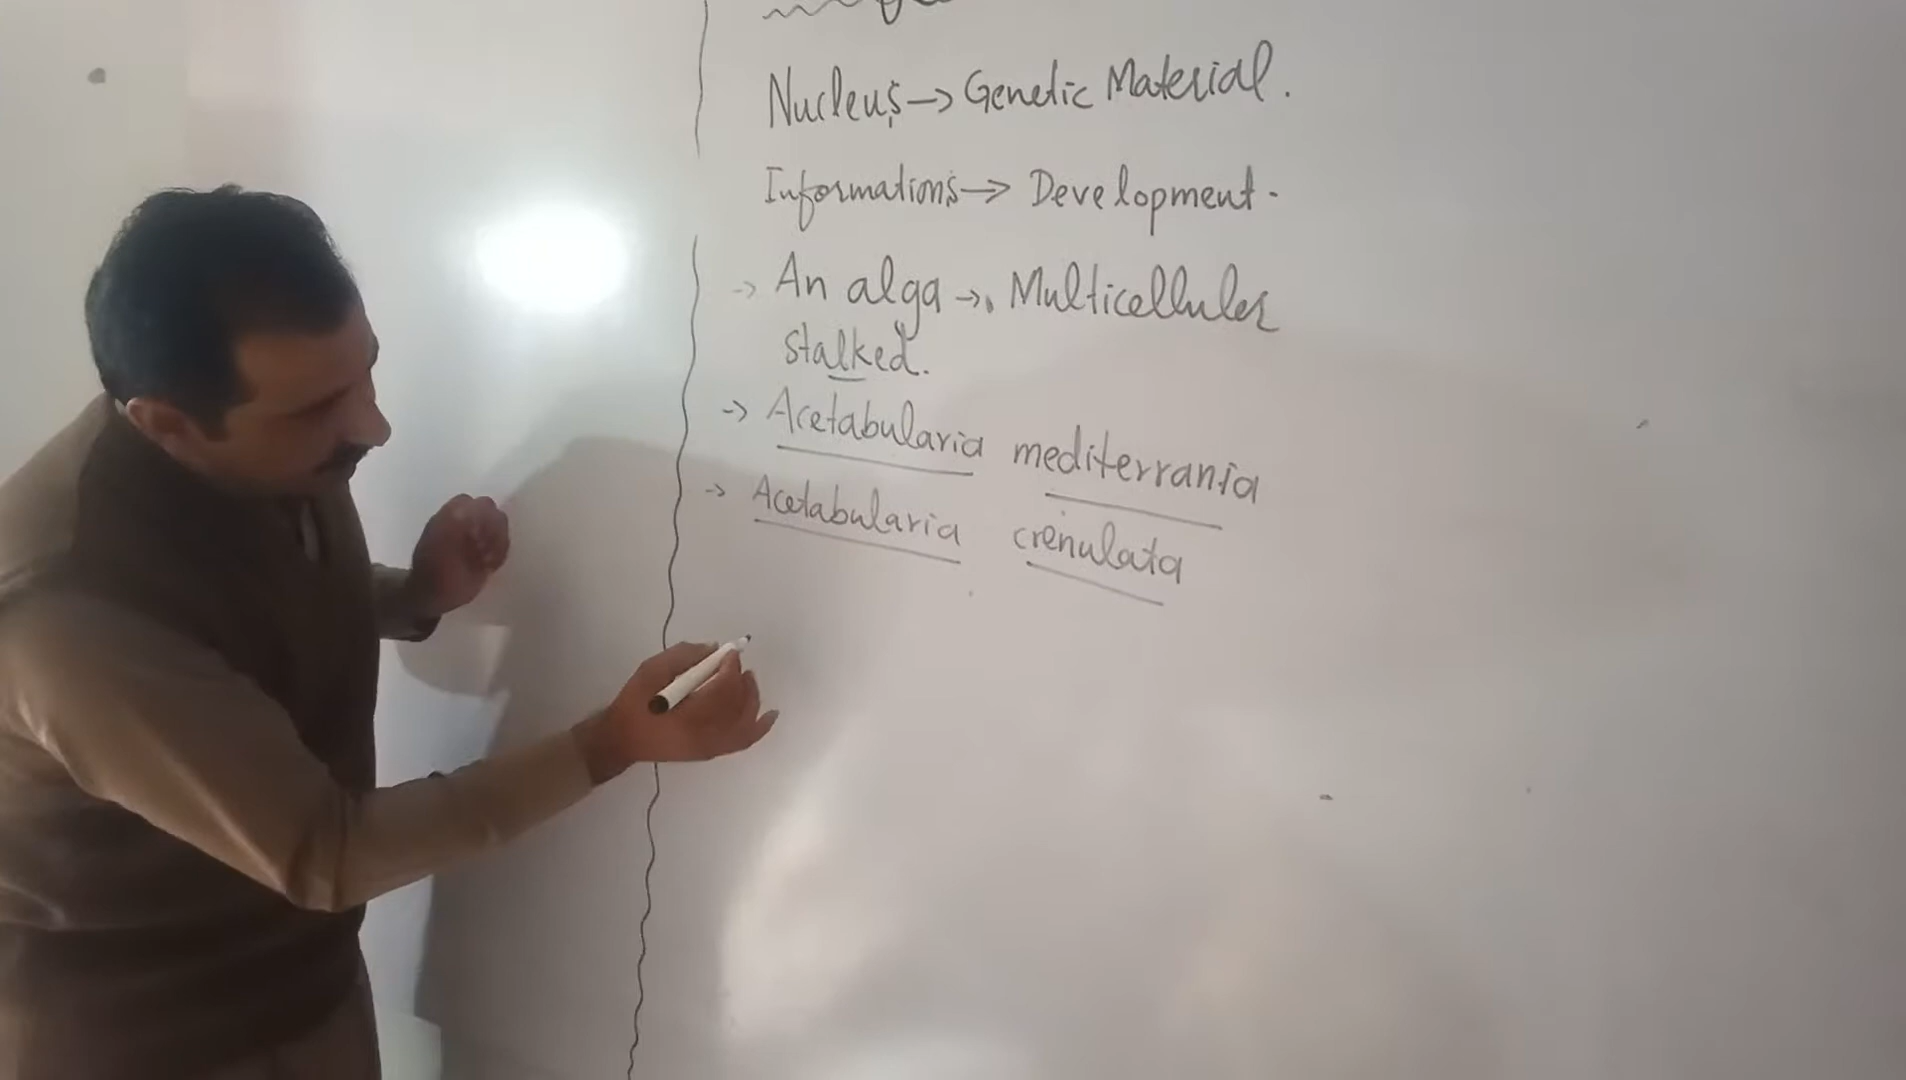 Nucleus → Genetic Material.
Informations → Development.
→ An alga →. Multicelluler
stalked.
→ Acetabularia mediterrania
→ Acetabularia crenulata